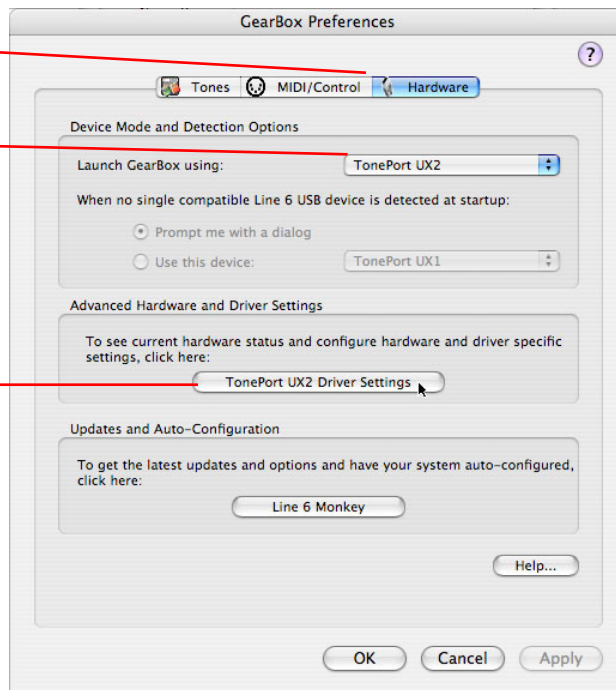 GearBox Preferences
?
Tones MIDI/Control Hardware
Device Mode and Detection Options
Launch GearBox using: TonePort UX2
When no single compatible Line 6 USB device is detected at startup:
Prompt me with a dialog
Use this device: TonePort UX1
Advanced Hardware and Driver Settings
To see current hardware status and configure hardware and driver specific
settings, click here:
TonePort UX2 Driver Settings
Updates and Auto-Configuration
To get the latest updates and options and have your system auto-configured,
click here:
Line 6 Monkey
Help...
OK Cancel Apply